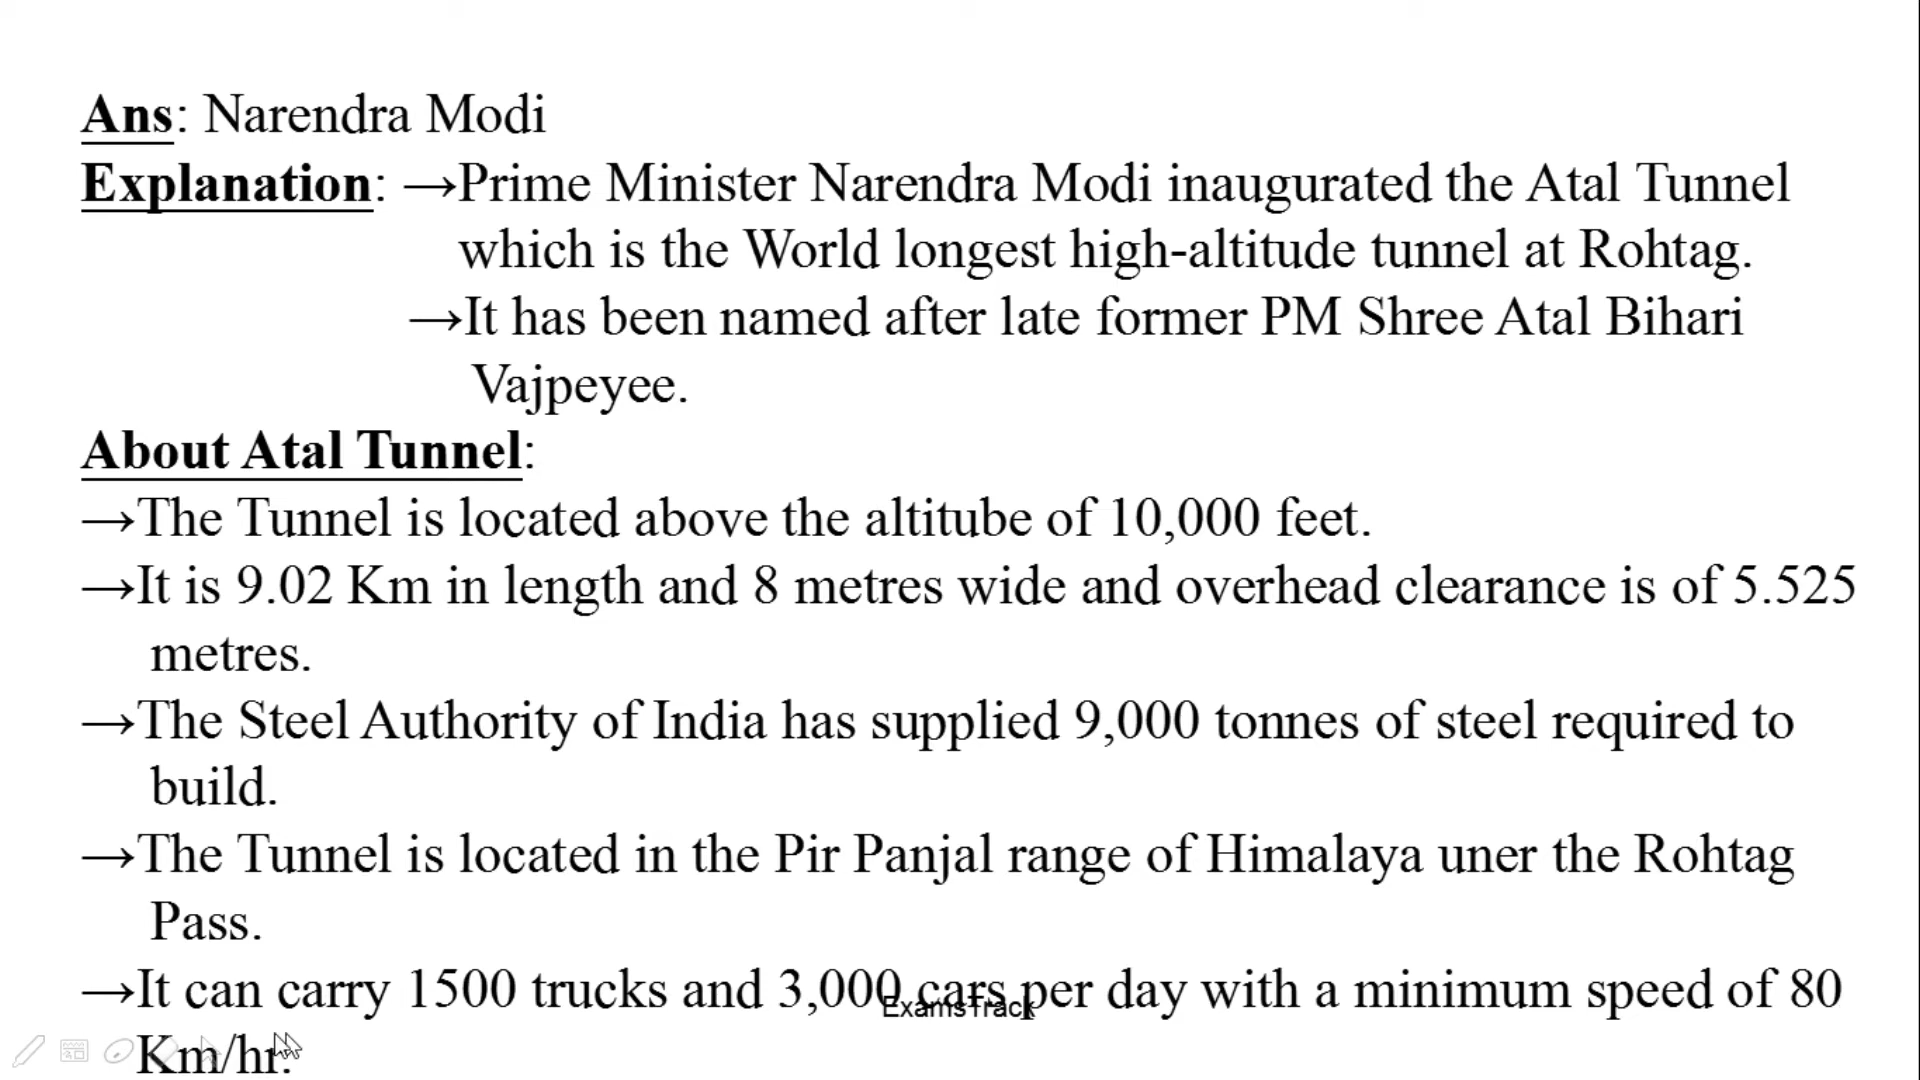 Ans: Narendra Modi
Explanation: →Prime Minister Narendra Modi inaugurated the Atal Tunnel
which is the World longest high-altitude tunnel at Rohtag.
→It has been named after late former PM Shree Atal Bihari
Vajpeyee.
About Atal Tunnel:
→The Tunnel is located above the altitube of 10,000 feet.
→It is 9.02 Km in length and 8 metres wide and overhead clearance is of 5.525
metres.
→The Steel Authority of India has supplied 9,000 tonnes of steel required to
build.
→The Tunnel is located in the Pir Panjal range of Himalaya uner the Rohtag
Pass.
→It can carry 1500 trucks and 3,000 cars per day with a minimum speed of 80
ExamsTrack
Km/hr.